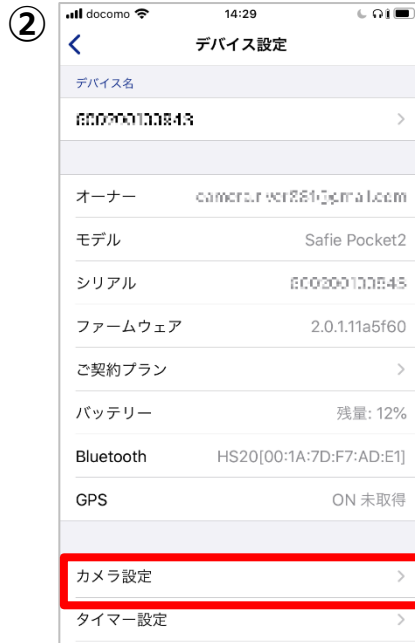 ②
docomo 14:29
デバイス設定
デバイス名
オーナー
モデル Safie Pocket2
シリアル
ファームウェア 2.0.1.11a5f60
ご契約プラン
バッテリー 残量: 12%
Bluetooth HS20[00:1A:7D:F7:AD:E1]
GPS ON 未取得
カメラ設定
タイマー設定